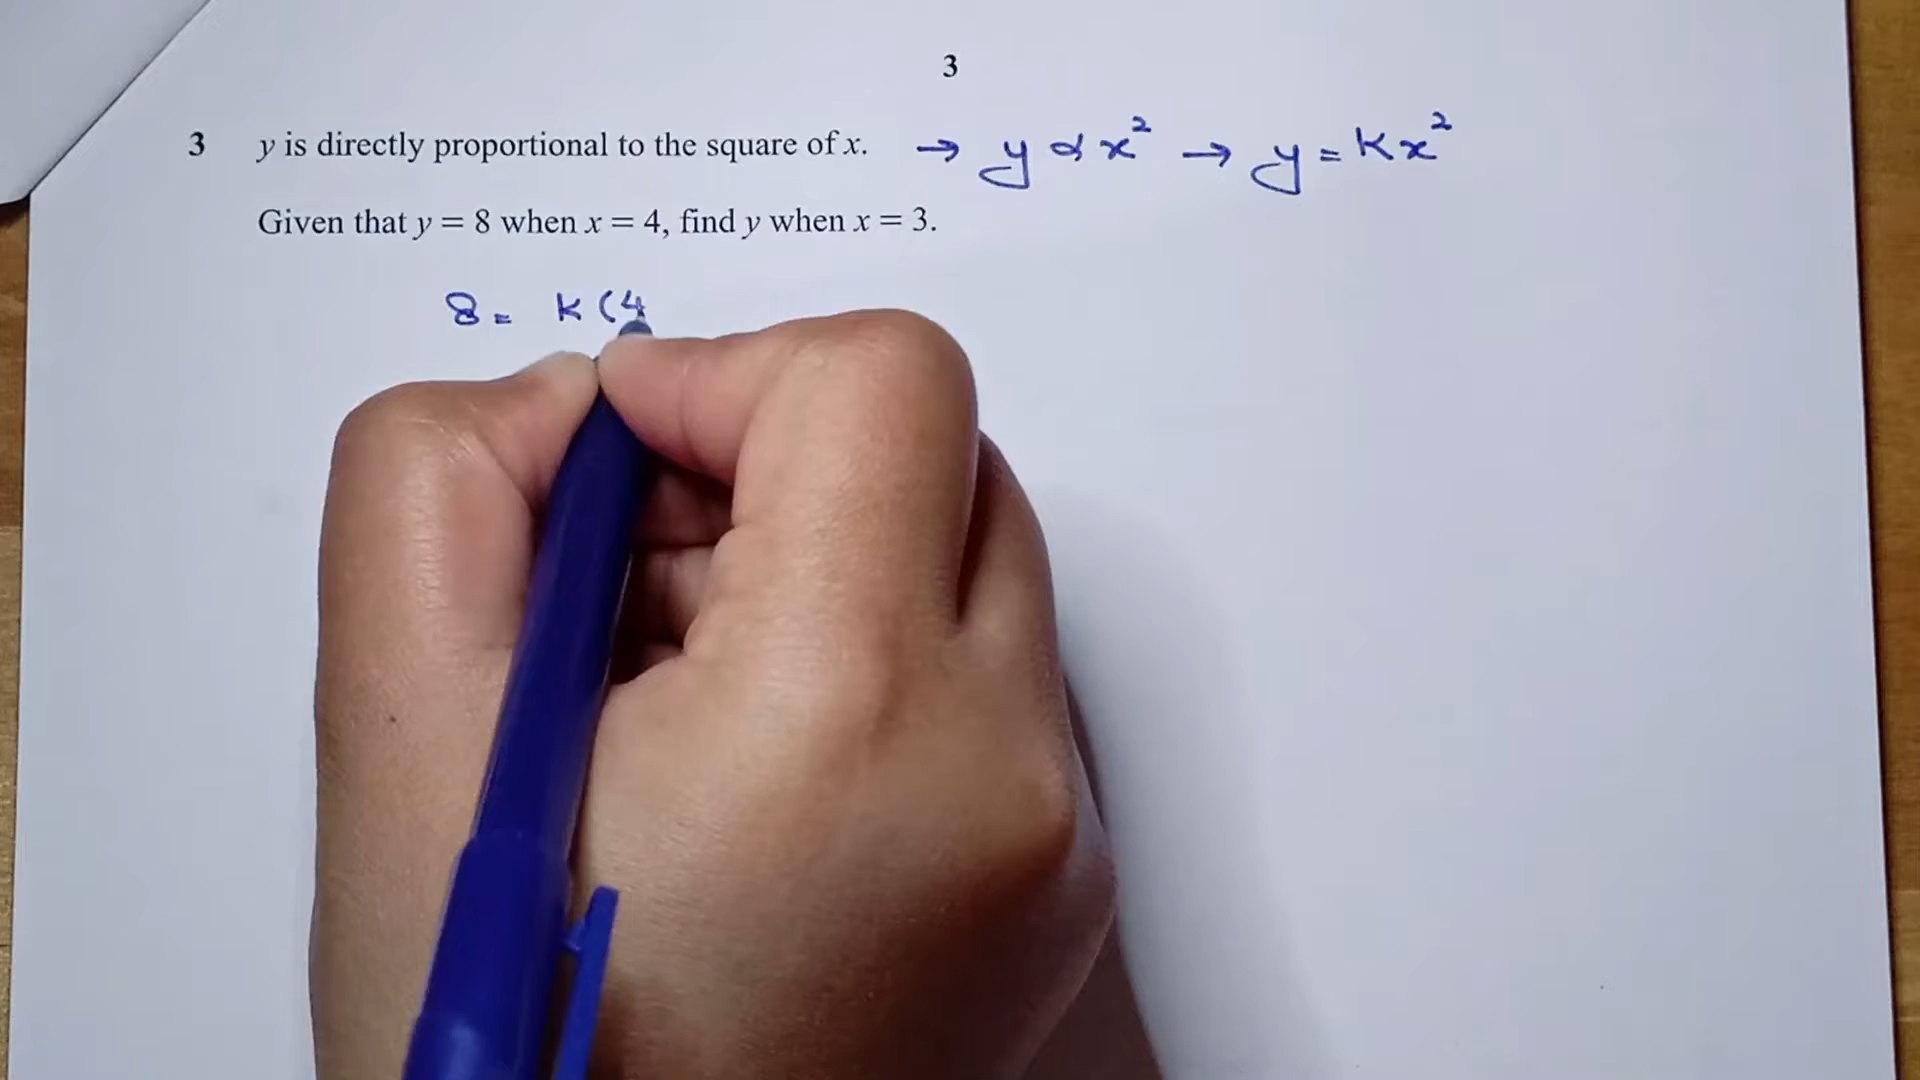 3
3 y is directly proportional to the square of x. → y ∝ x² → y = kx²
Given that y = 8 when x = 4, find y when x = 3.
8 = k(4